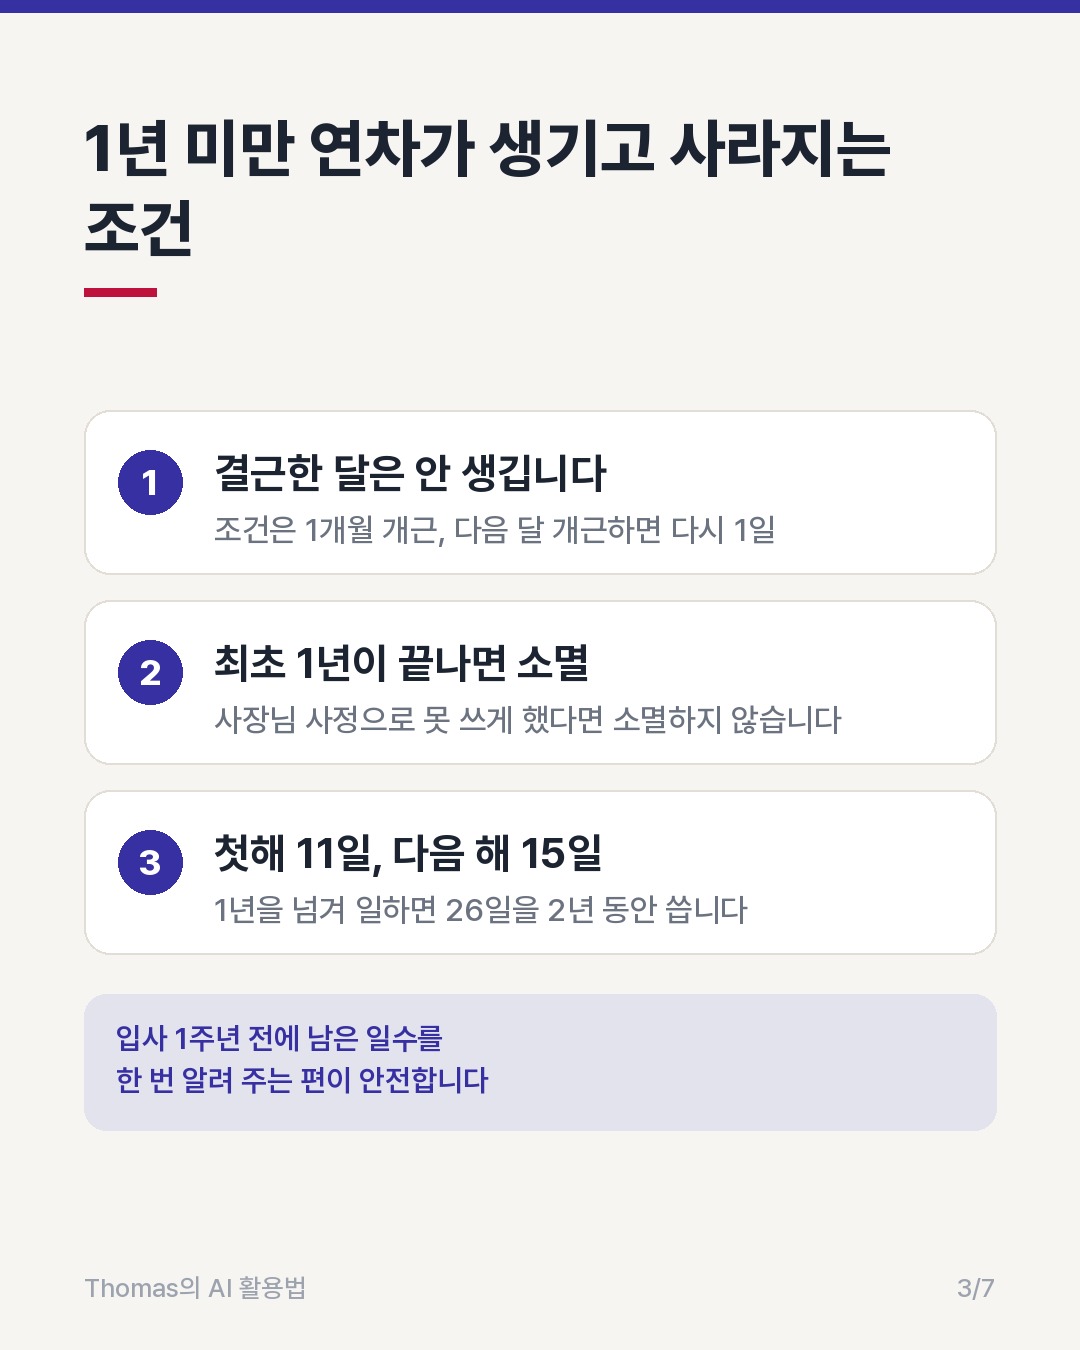 1년 미만 연차가 생기고 사라지는
조건
1
결근한 달은 안 생깁니다
조건은 1개월 개근, 다음 달 개근하면 다시 1일
2
최초 1년이 끝나면 소멸
사장님 사정으로 못 쓰게 했다면 소멸하지 않습니다
3
첫해 11일, 다음 해 15일
1년을 넘겨 일하면 26일을 2년 동안 씁니다
입사 1주년 전에 남은 일수를
한 번 알려 주는 편이 안전합니다
Thomas의 AI 활용법
3/7